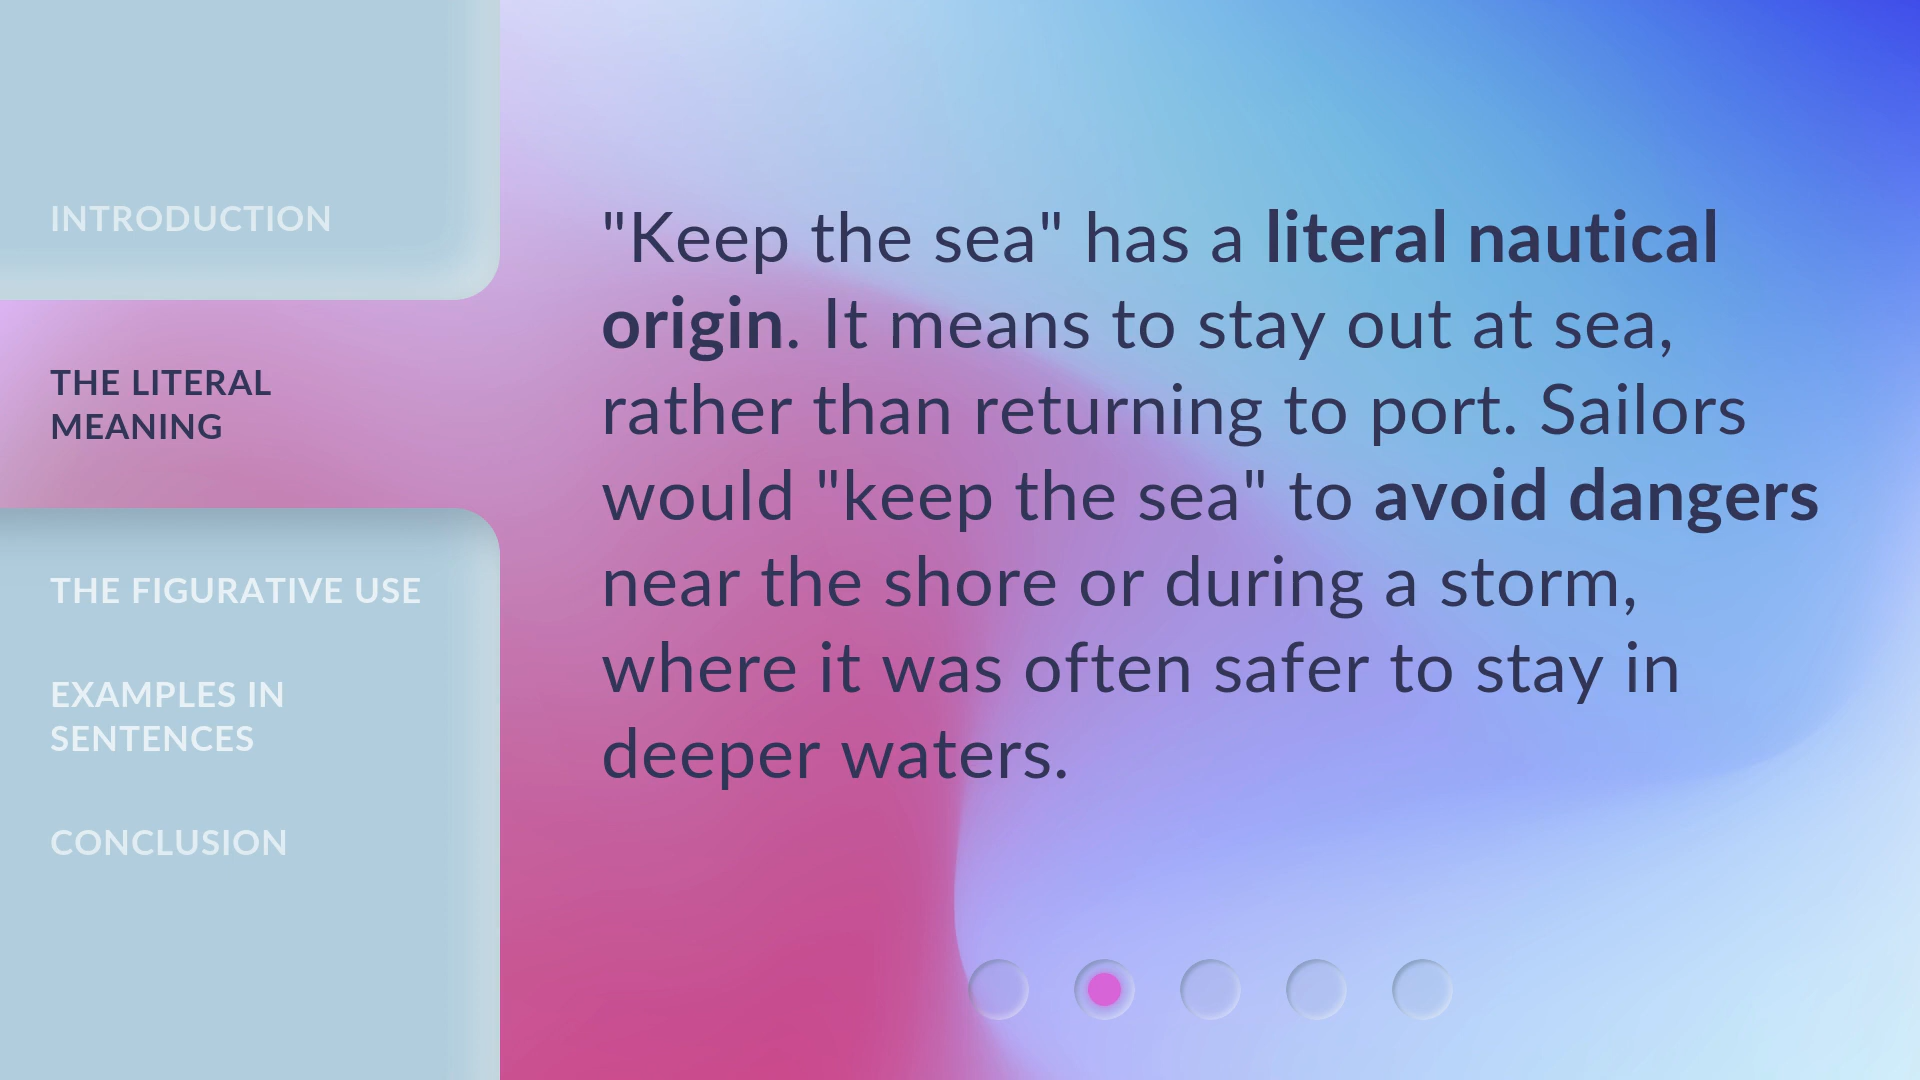 INTRODUCTION
THE LITERAL
MEANING
THE FIGURATIVE USE
EXAMPLES IN
SENTENCES
CONCLUSION
"Keep the sea" has a literal nautical
origin. It means to stay out at sea,
rather than returning to port. Sailors
would "keep the sea" to avoid dangers
near the shore or during a storm,
where it was often safer to stay in
deeper waters.